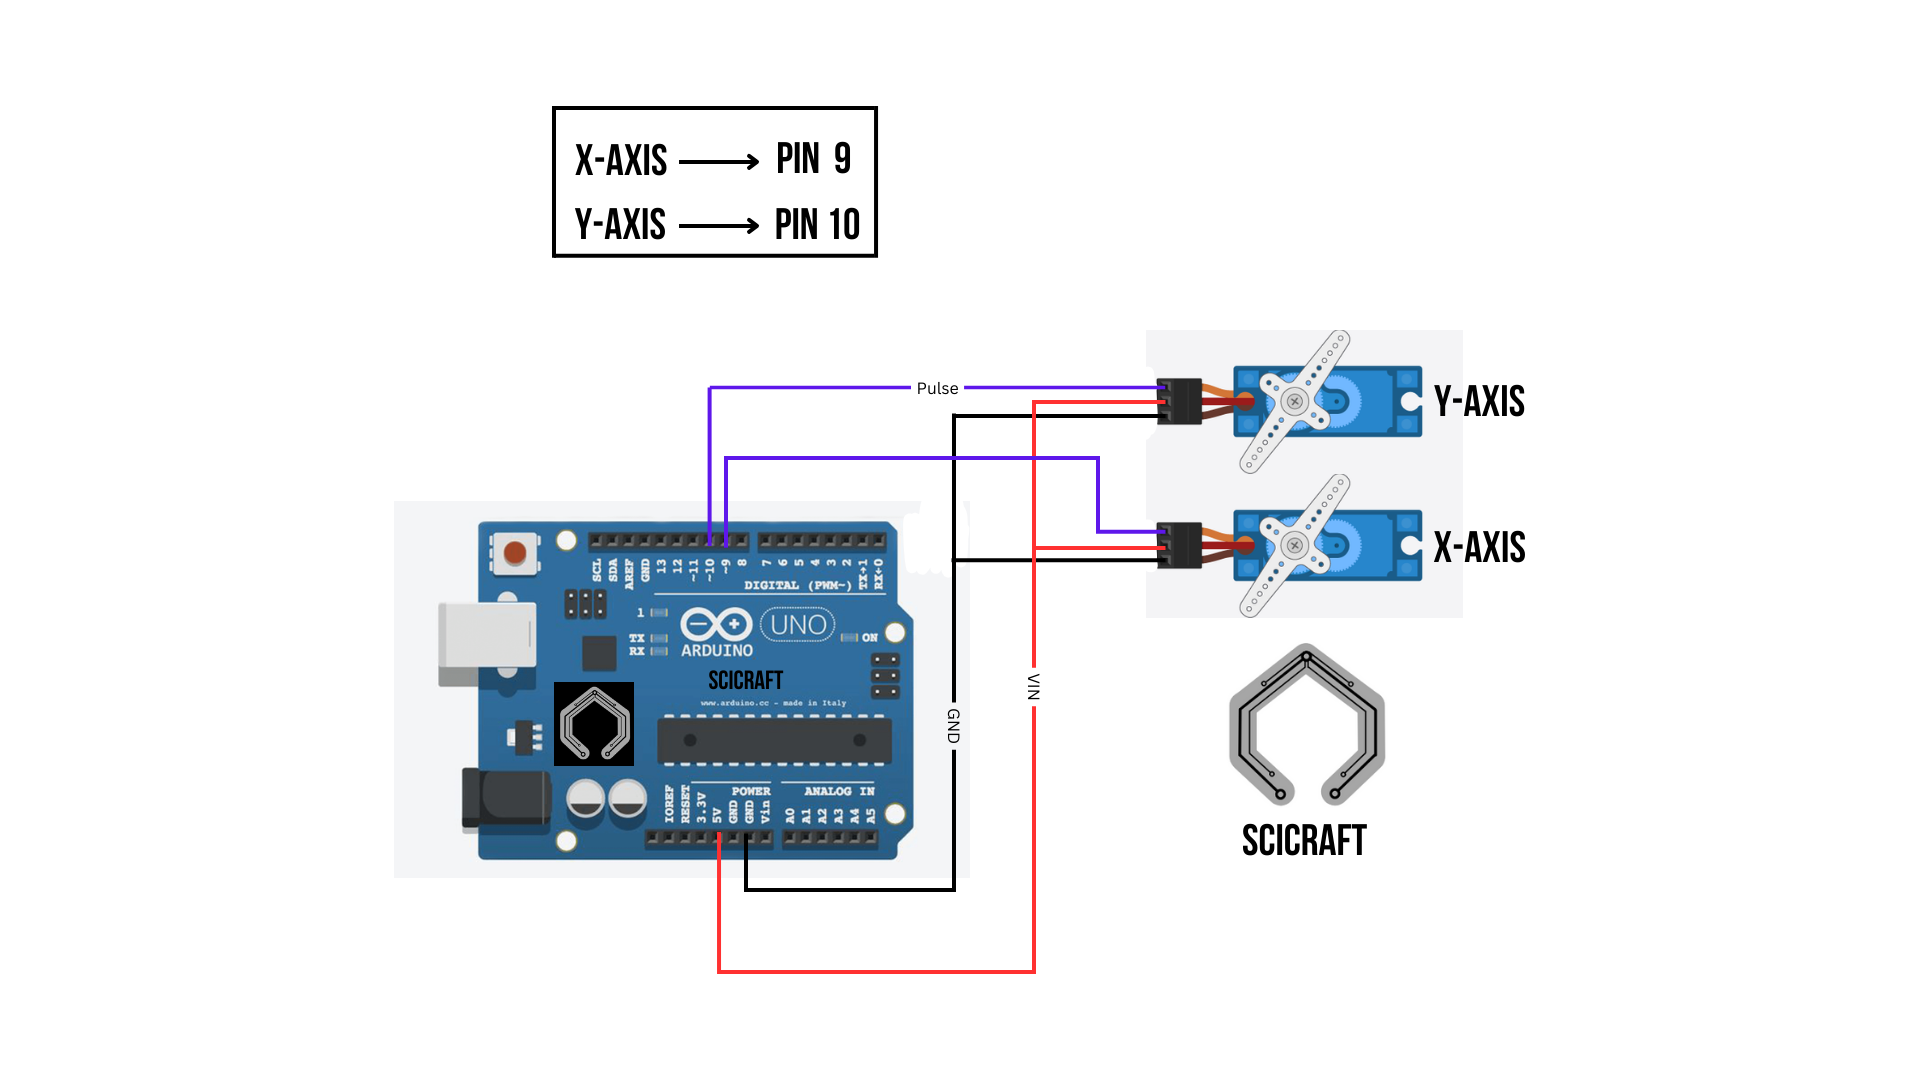 X-AXIS PIN 9
Y-AXIS PIN 10
Pulse
Y-AXIS
X-AXIS
VIN
GND
SCL
SDA
AREF
GND
13
12
~11
~10
~9
8
7
6
5
4
3
2
TX→1
RX←0
DIGITAL (PWM~)
1
TX
RX
ARDUINO
UNO
ON
SCICRAFT
www.arduino.cc - made in Italy
POWER
ANALOG IN
IOREF
RESET
3.3V
5V
GND
GND
Vin
A0
A1
A2
A3
A4
A5
SCICRAFT